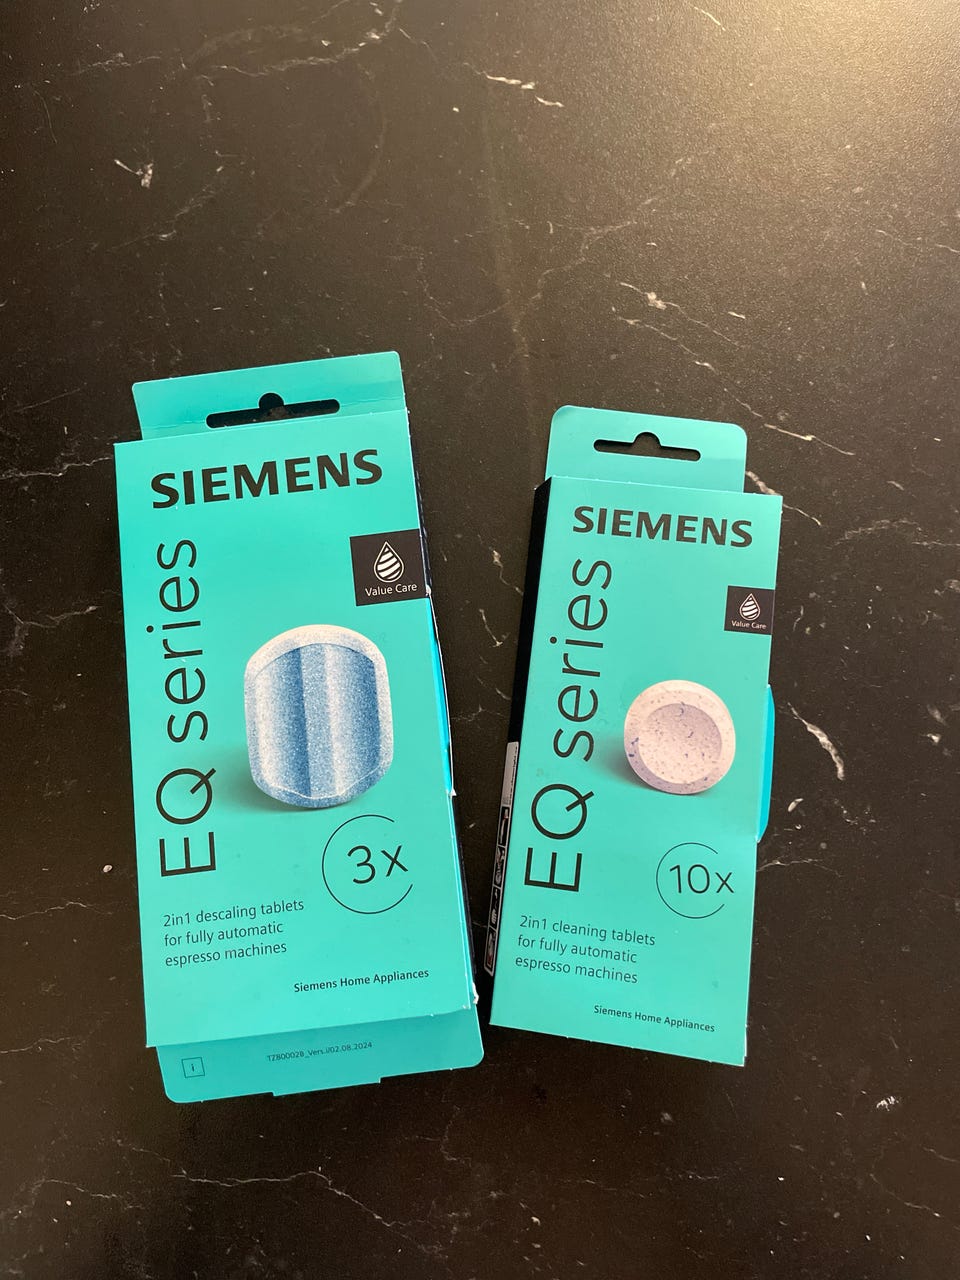 SIEMENS
EQ series
Value Care
3x
2in1 descaling tablets
for fully automatic
espresso machines
Siemens Home Appliances
i
TZ80002B_Vers.I/02.08.2024
SIEMENS
EQ series
Value Care
10x
2in1 cleaning tablets
for fully automatic
espresso machines
Siemens Home Appliances